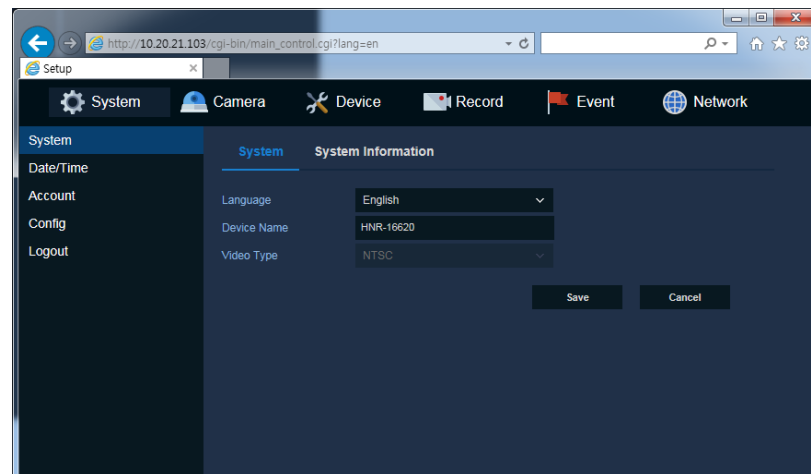 http://10.20.21.103/cgi-bin/main_control.cgi?lang=en
Setup
System Camera Device Record Event Network
System
Date/Time
Account
Config
Logout
System System Information
Language English
Device Name HNR-16620
Video Type NTSC
Save Cancel